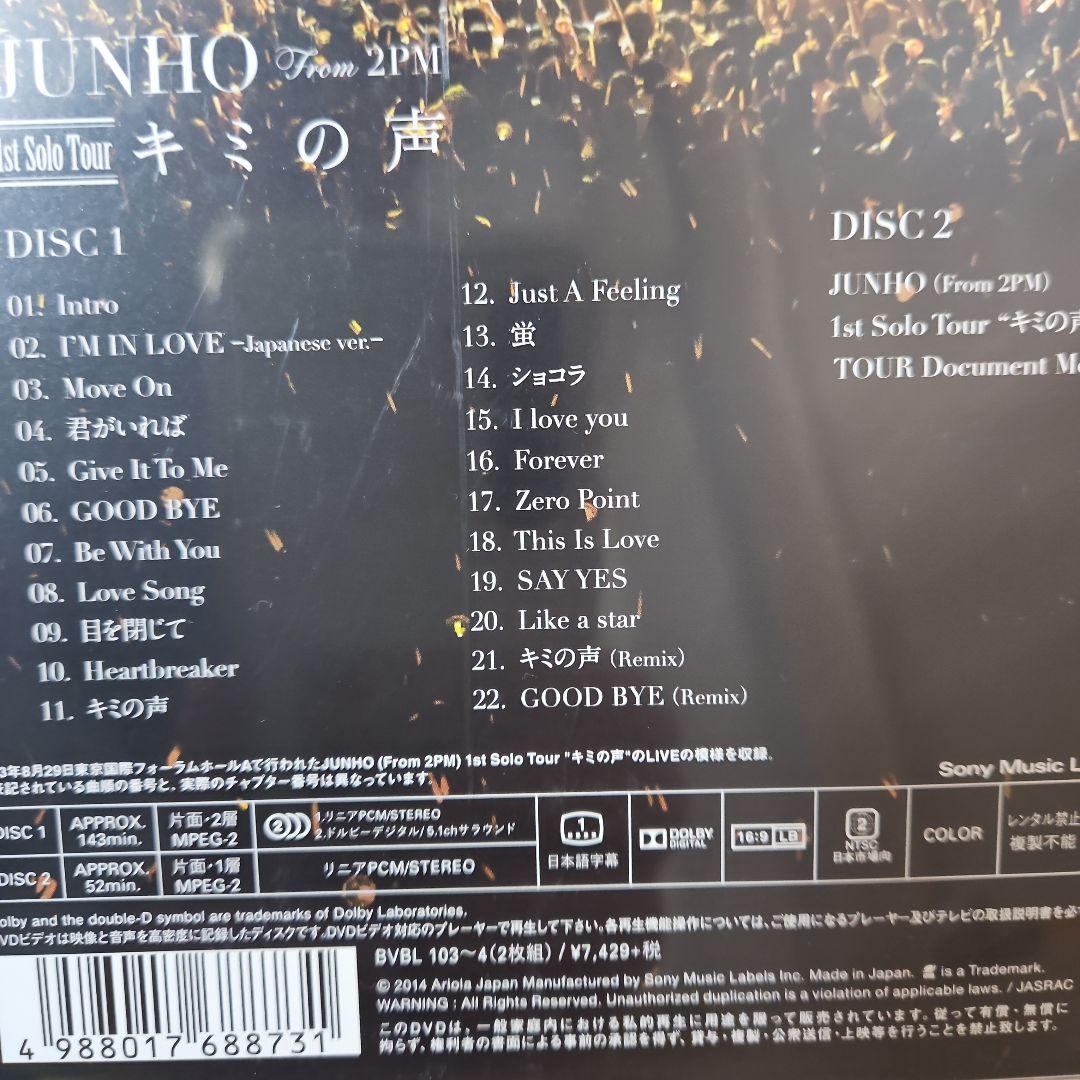 JUNHO From 2PM
1st Solo Tour キミの声
DISC 1
01. Intro
02. I'M IN LOVE -Japanese ver.-
03. Move On
04. 君がいれば
05. Give It To Me
06. GOOD BYE
07. Be With You
08. Love Song
09. 目を閉じて
10. Heartbreaker
11. キミの声
12. Just A Feeling
13. 蛍
14. ショコラ
15. I love you
16. Forever
17. Zero Point
18. This Is Love
19. SAY YES
20. Like a star
21. キミの声 (Remix)
22. GOOD BYE (Remix)
DISC 2
JUNHO (From 2PM)
1st Solo Tour “キミの声
TOUR Document M
3年8月29日東京国際フォーラムホールAで行われたJUNHO (From 2PM) 1st Solo Tour "キミの声"のLIVEの模様を収録。
記されている曲順の番号と、実際のチャプター番号は異なっています。
Sony Music L
DISC 1 APPROX. 143min. 片面・2層 MPEG-2 2 1.リニアPCM/STEREO
2.ドルビーデジタル/5.1chサラウンド
DISC 2 APPROX. 52min. 片面・1層 MPEG-2 リニアPCM/STEREO
1 日本語字幕
DOLBY DIGITAL
16:9 LB
2 NTSC 日本市場向
COLOR
レンタル禁止
複製不能
olby and the double-D symbol are trademarks of Dolby Laboratories.
VDビデオは映像と音声を高密度に記録したディスクです。DVDビデオ対応のプレーヤーで再生して下さい。各再生機能操作については、ご使用になるプレーヤー及びテレビの取扱説明書を必
BVBL 103～4(2枚組) / ¥7,429+税
© 2014 Ariola Japan Manufactured by Sony Music Labels Inc. Made in Japan. is a Trademark.
WARNING : All Rights Reserved. Unauthorized duplication is a violation of applicable laws. / JASRAC
このDVDは、一般家庭内における私的再生に用途を限って販売されています。従って有償・無償に
拘らず、権利者の書面による事前の承認を得ず、賞与・複製・公衆送信・上映等を行うことを禁止致します。
4 988017 688731